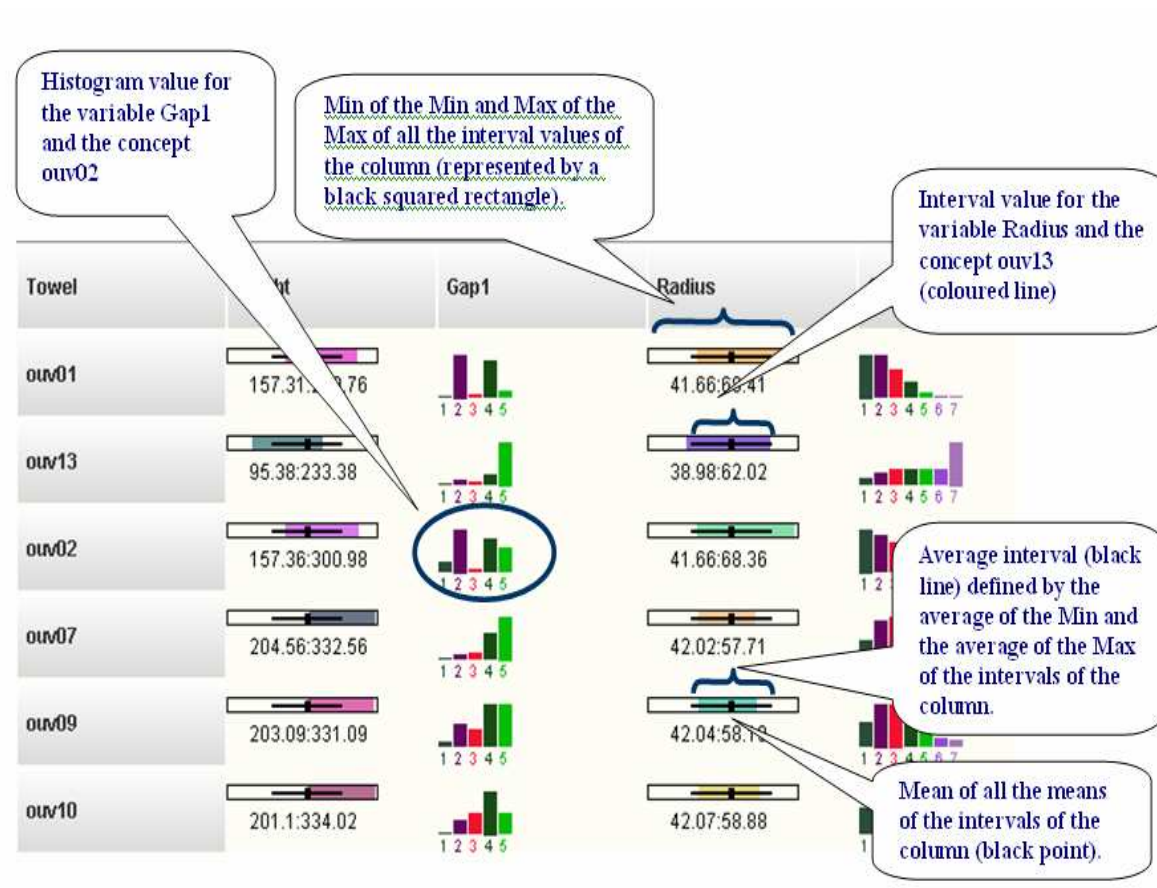 Histogram value for
the variable Gap1
and the concept
ouv02
Min of the Min and Max of the
Max of all the interval values of
the column (represented by a
black squared rectangle).
Interval value for the
variable Radius and the
concept ouv13
(coloured line)
Towel
Gap1
Radius
ouv01
1 2 3 4 5
1 2 3 4 5 6 7
ouv13
95.38:233.38
1 2 3 4 5
38.98:62.02
1 2 3 4 5 6 7
ouv02
157.36:300.98
1 2 3 4 5
41.66:68.36
1 2
Average interval (black
line) defined by the
average of the Min and
the average of the Max
of the intervals of the
column.
ouv07
204.56:332.56
1 2 3 4 5
42.02:57.71
1 2
ouv09
203.09:331.09
1 2 3 4 5
1 2 3 4 5 6 7
ouv10
201.1:334.02
1 2 3 4 5
42.07:58.88
1
Mean of all the means
of the intervals of the
column (black point).